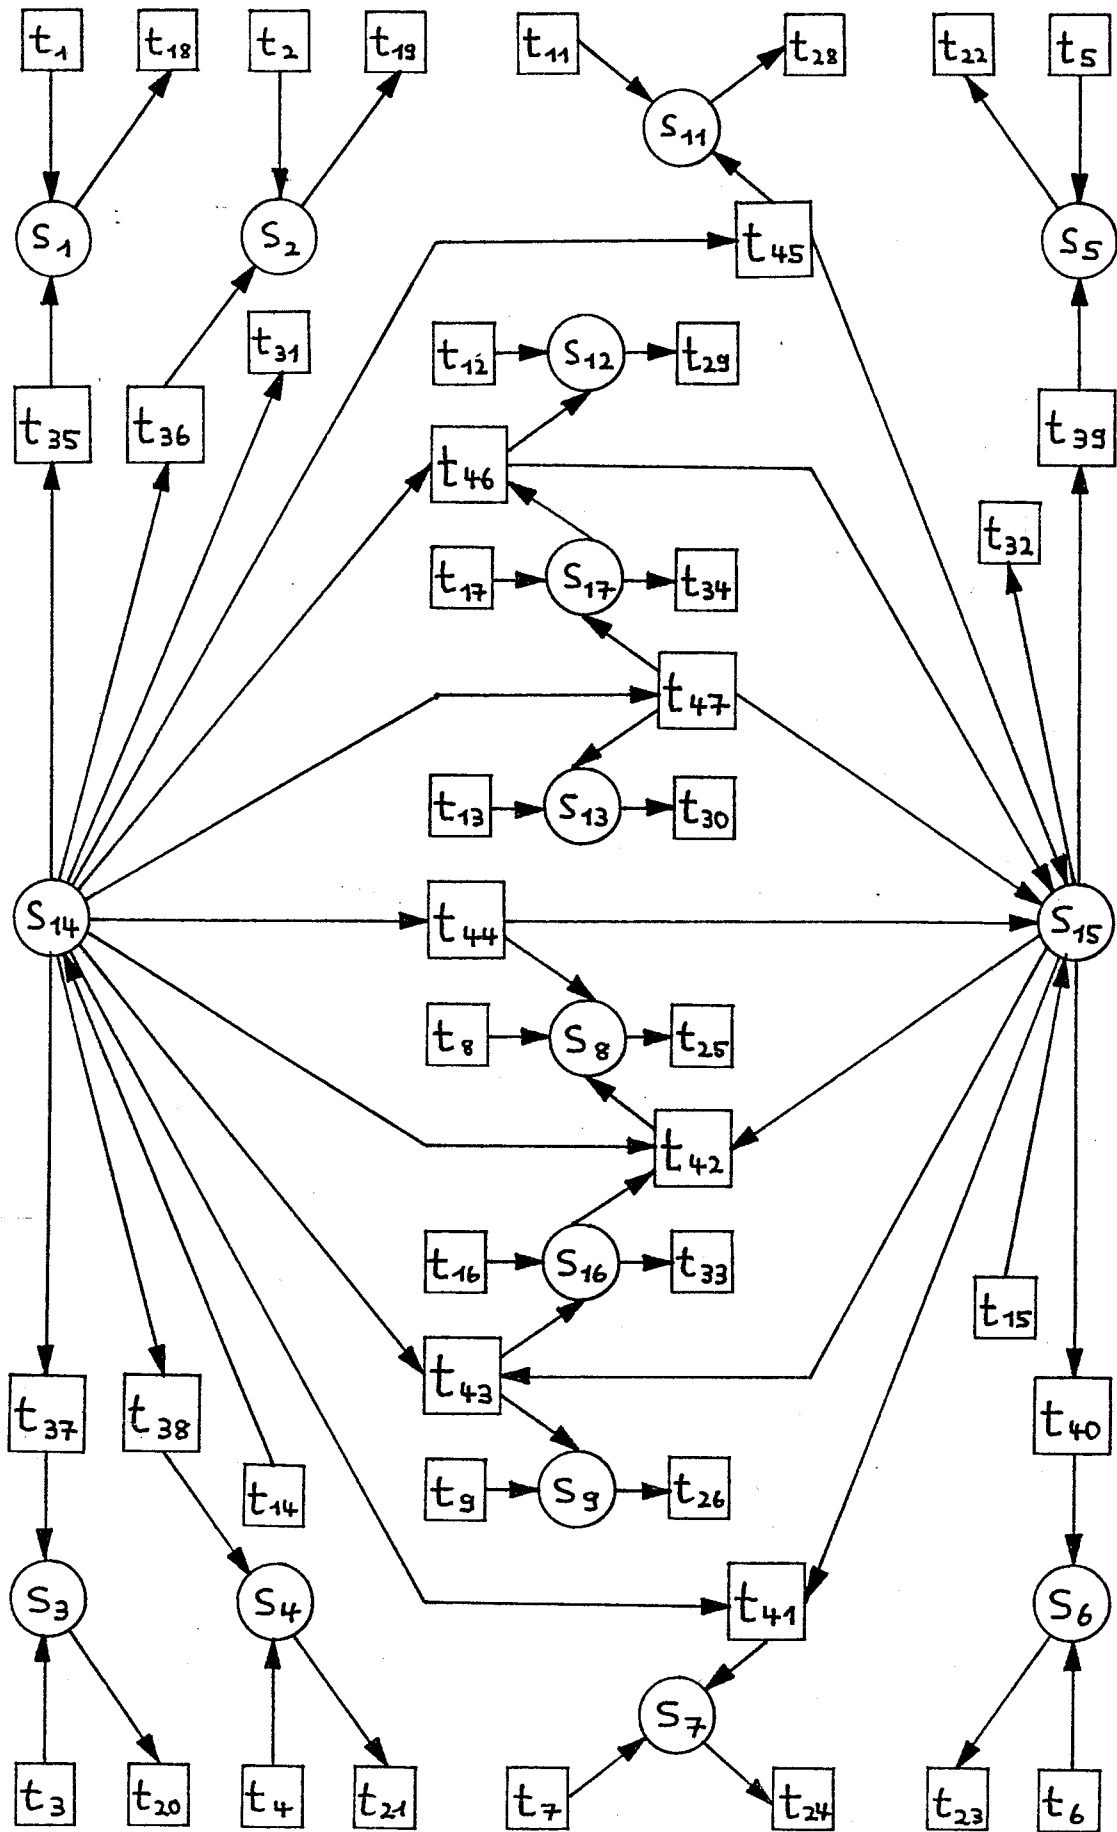 t₁ t₁₈ t₂ t₁₉ t₁₁ t₂₈ t₂₂ t₅
s₁₁
s₁ s₂ t₄₅ s₅
t₃₁ t₁₂ s₁₂ t₂₉
t₃₅ t₃₆ t₃₉
t₄₆
t₃₂
t₁₇ s₁₇ t₃₄
t₄₇
t₁₃ s₁₃ t₃₀
s₁₄ t₄₄ s₁₅
t₈ s₈ t₂₅
t₄₂
t₁₆ s₁₆ t₃₃
t₁₅
t₄₃
t₃₇ t₃₈ t₄₀
t₁₄ t₉ s₉ t₂₆
s₃ s₄ t₄₁ s₆
s₇
t₃ t₂₀ t₄ t₂₁ t₇ t₂₄ t₂₃ t₆